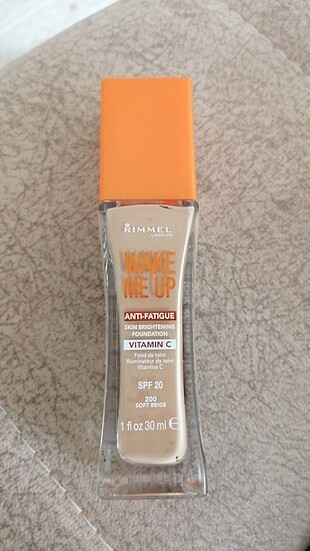 RIMMEL
LONDON
WAKE
ME UP
ANTI-FATIGUE
SKIN BRIGHTENING
FOUNDATION
VITAMIN C
Fond de teint
Illuminateur de teint
Vitamine C
SPF 20
200
SOFT BEIGE
1 fl oz 30 ml ℮